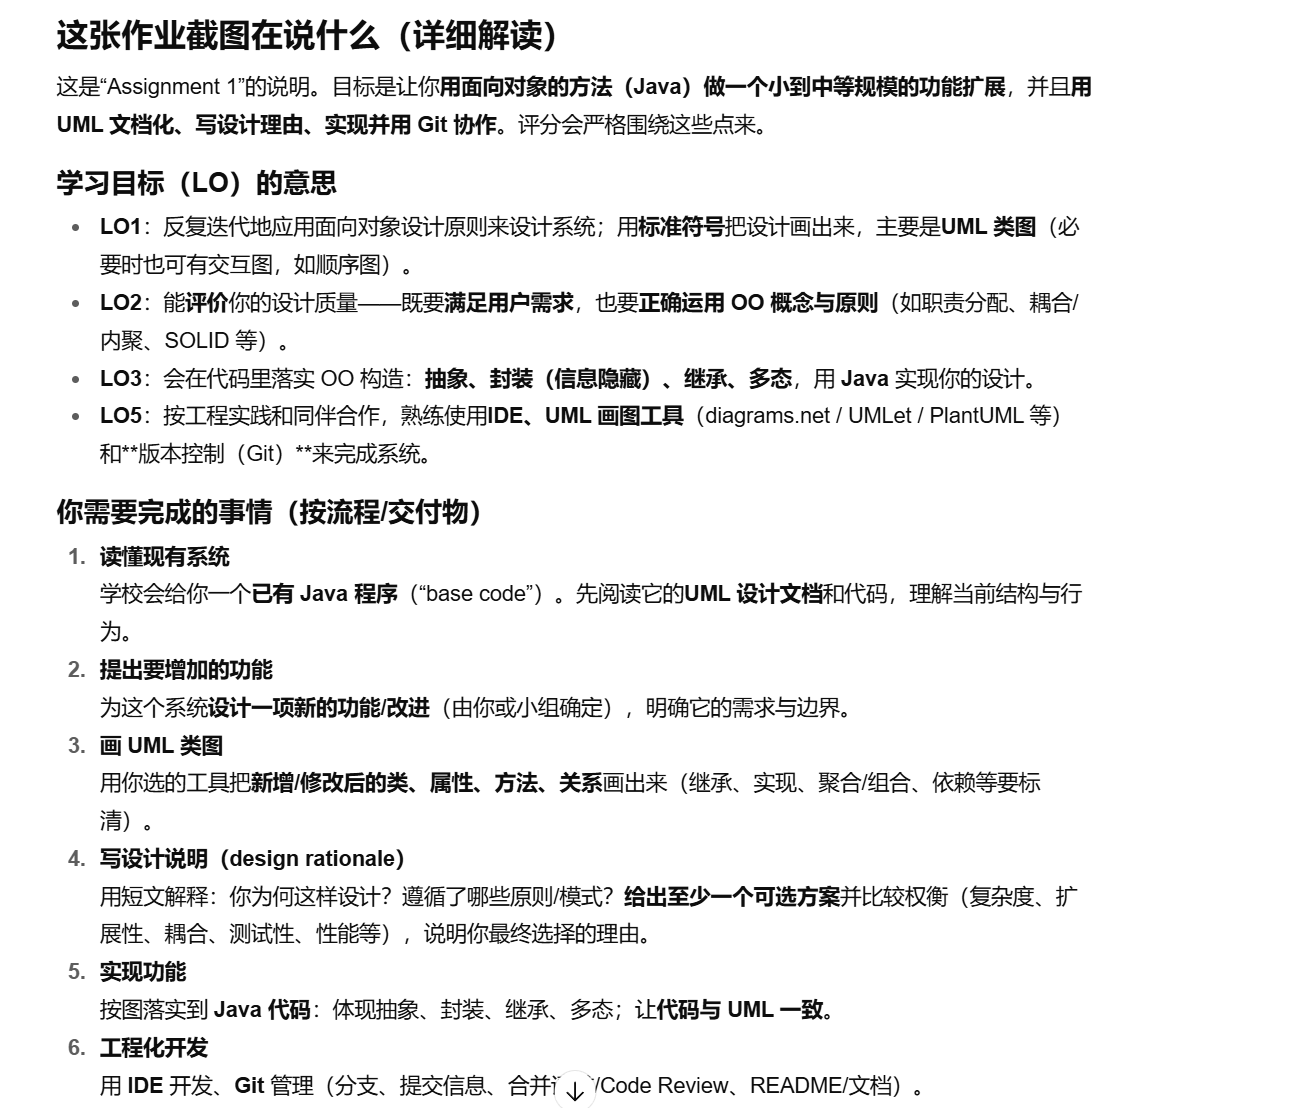 这张作业截图在说什么（详细解读）
这是“Assignment 1”的说明。目标是让你用面向对象的方法（Java）做一个小到中等规模的功能扩展，并且用
UML 文档化、写设计理由、实现并用 Git 协作。评分会严格围绕这些点来。
学习目标（LO）的意思
• LO1：反复迭代地应用面向对象设计原则来设计系统；用标准符号把设计画出来，主要是UML 类图（必
要时也可有交互图，如顺序图）。
• LO2：能评价你的设计质量——既要满足用户需求，也要正确运用 OO 概念与原则（如职责分配、耦合/
内聚、SOLID 等）。
• LO3：会在代码里落实 OO 构造：抽象、封装（信息隐藏）、继承、多态，用 Java 实现你的设计。
• LO5：按工程实践和同伴合作，熟练使用IDE、UML 画图工具（diagrams.net / UMLet / PlantUML 等）
和**版本控制（Git）**来完成系统。
你需要完成的事情（按流程/交付物）
1. 读懂现有系统
学校会给你一个已有 Java 程序（“base code”）。先阅读它的UML 设计文档和代码，理解当前结构与行
为。
2. 提出要增加的功能
为这个系统设计一项新的功能/改进（由你或小组确定），明确它的需求与边界。
3. 画 UML 类图
用你选的工具把新增/修改后的类、属性、方法、关系画出来（继承、实现、聚合/组合、依赖等要标
清）。
4. 写设计说明（design rationale）
用短文解释：你为何这样设计？遵循了哪些原则/模式？给出至少一个可选方案并比较权衡（复杂度、扩
展性、耦合、测试性、性能等），说明你最终选择的理由。
5. 实现功能
按图落实到 Java 代码：体现抽象、封装、继承、多态；让代码与 UML 一致。
6. 工程化开发
用 IDE 开发、Git 管理（分支、提交信息、合并/Code Review、README/文档）。